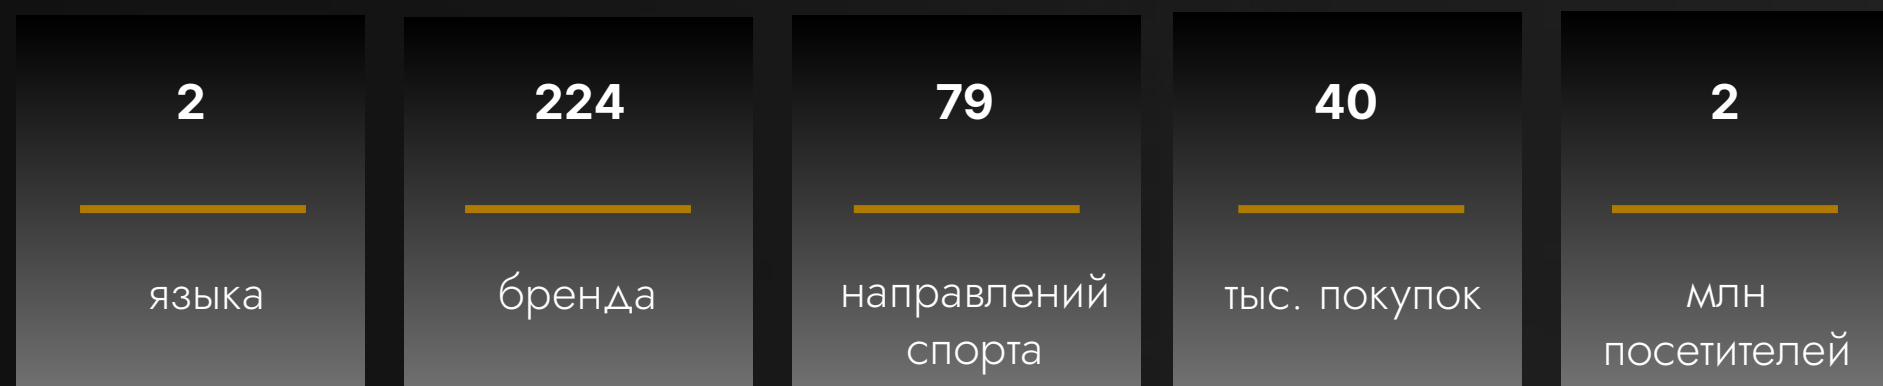 2
языка
224
бренда
79
направлений
спорта
40
тыс. покупок
2
млн
посетителей